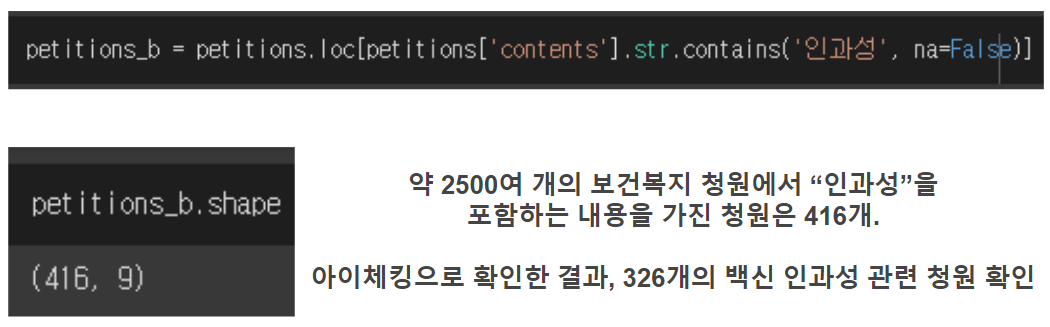 petitions_b = petitions.loc[petitions['contents'].str.contains('인과성', na=False)]
petitions_b.shape
(416, 9)
약 2500여 개의 보건복지 청원에서 “인과성”을
포함하는 내용을 가진 청원은 416개.
아이체킹으로 확인한 결과, 326개의 백신 인과성 관련 청원 확인